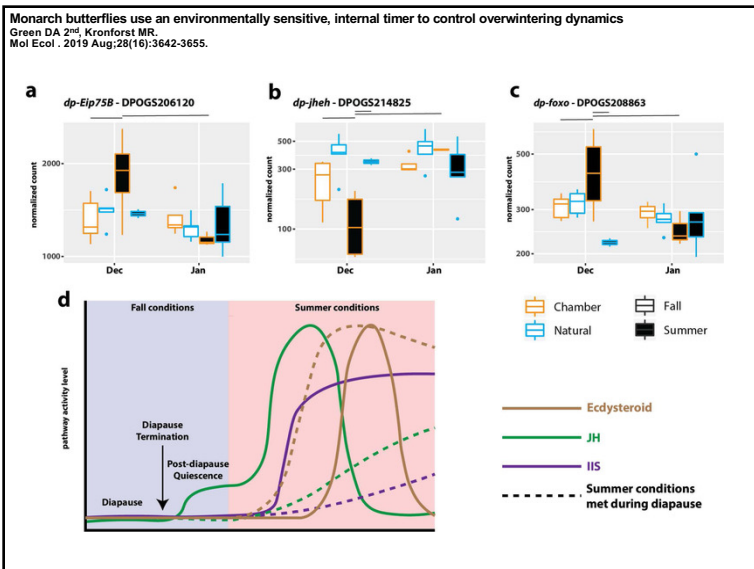 Monarch butterflies use an environmentally sensitive, internal timer to control overwintering dynamics
Green DA 2nd, Kronforst MR.
Mol Ecol . 2019 Aug;28(16):3642-3655.
a
dp-Eip75B - DPOGS206120
normalized count
2000
1000
Dec
Jan
b
dp-jheh - DPOGS214825
normalized count
500
300
100
Dec
Jan
c
dp-foxo - DPOGS208863
normalized count
500
300
200
Dec
Jan
Chamber
Natural
Fall
Summer
d
Fall conditions
Summer conditions
pathway activity level
Diapause
Termination
Post-diapause
Quiescence
Diapause
Ecdysteroid
JH
IIS
Summer conditions
met during diapause